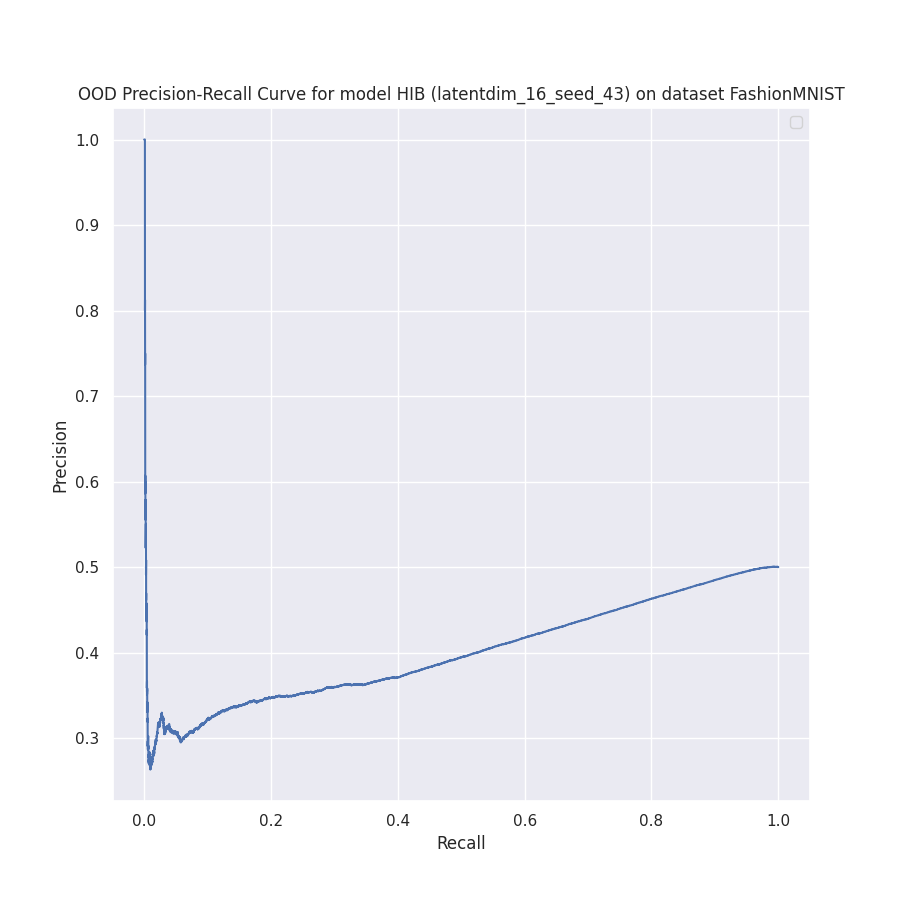 OOD Precision-Recall Curve for model HIB (latentdim_16_seed_43) on dataset FashionMNIST
1.0
0.9
0.8
0.7
0.6
0.5
0.4
0.3
Precision
0.0 0.2 0.4 0.6 0.8 1.0
Recall